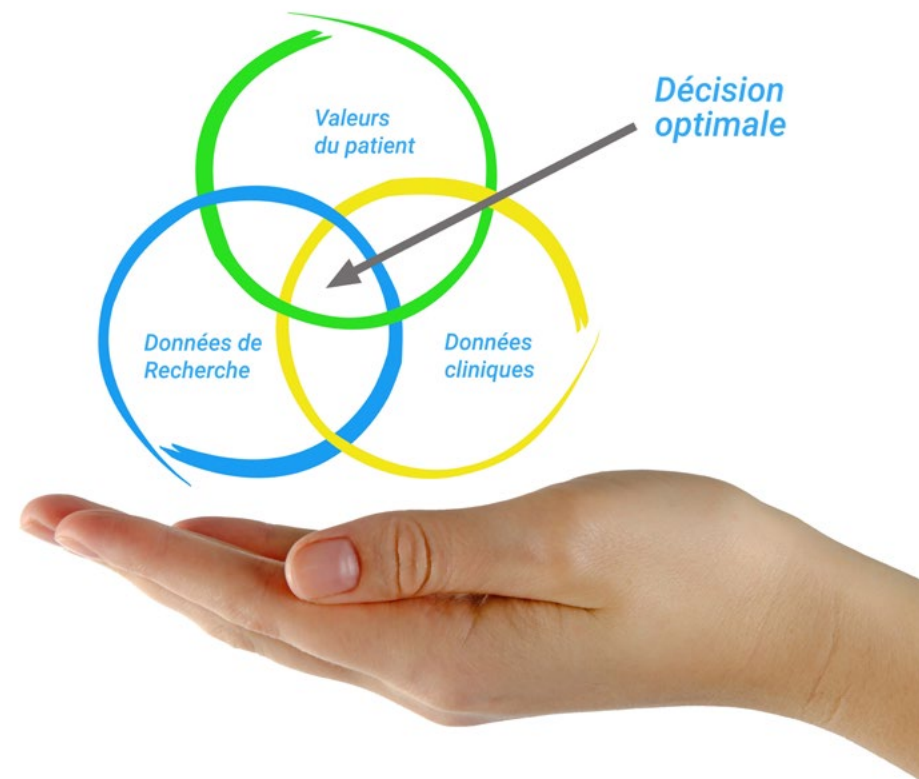 Valeurs
du patient
Décision
optimale
Données de
Recherche
Données
cliniques